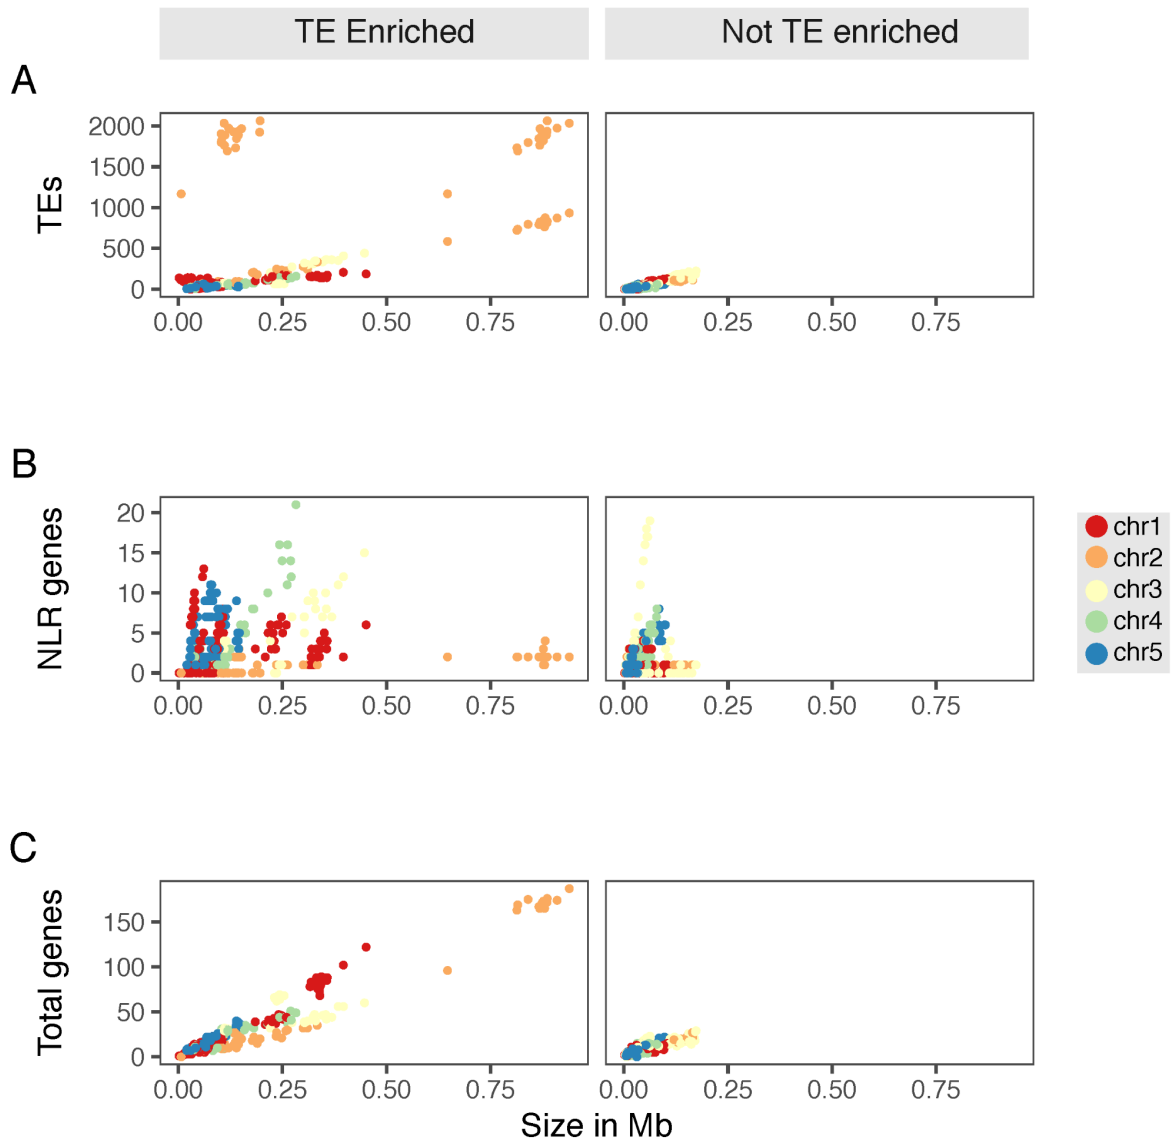 TE Enriched
Not TE enriched
A
TEs
2000
1500
1000
500
0
0.00 0.25 0.50 0.75
0.00 0.25 0.50 0.75
B
NLR genes
20
15
10
5
0
0.00 0.25 0.50 0.75
0.00 0.25 0.50 0.75
chr1
chr2
chr3
chr4
chr5
C
Total genes
150
100
50
0
0.00 0.25 0.50 0.75
0.00 0.25 0.50 0.75
Size in Mb